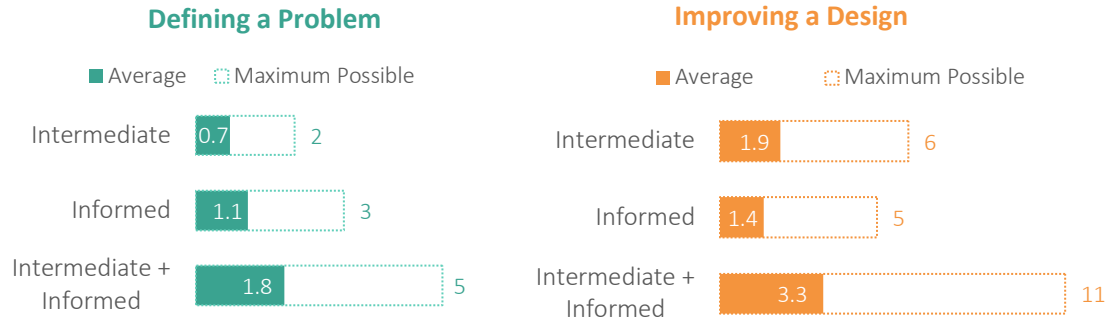 Defining a Problem
Average Maximum Possible
Intermediate 0.7 2
Informed 1.1 3
Intermediate +
Informed 1.8 5
Improving a Design
Average Maximum Possible
Intermediate 1.9 6
Informed 1.4 5
Intermediate +
Informed 3.3 11